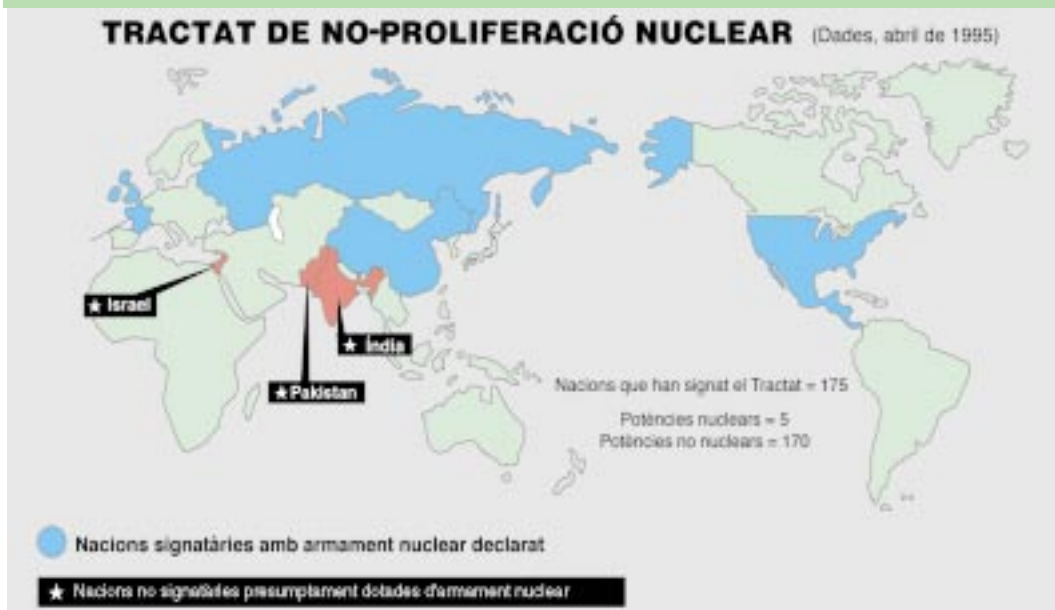 TRACTAT DE NO-PROLIFERACIÓ NUCLEAR (Dades, abril de 1995)
★ Israel
★ Índia
★ Pakistan
Nacions que han signat el Tractat = 175
Potències nuclears = 5
Potències no nuclears = 170
Nacions signatàries amb armament nuclear declarat
★ Nacions no signatàries presumptament dotades d'armament nuclear